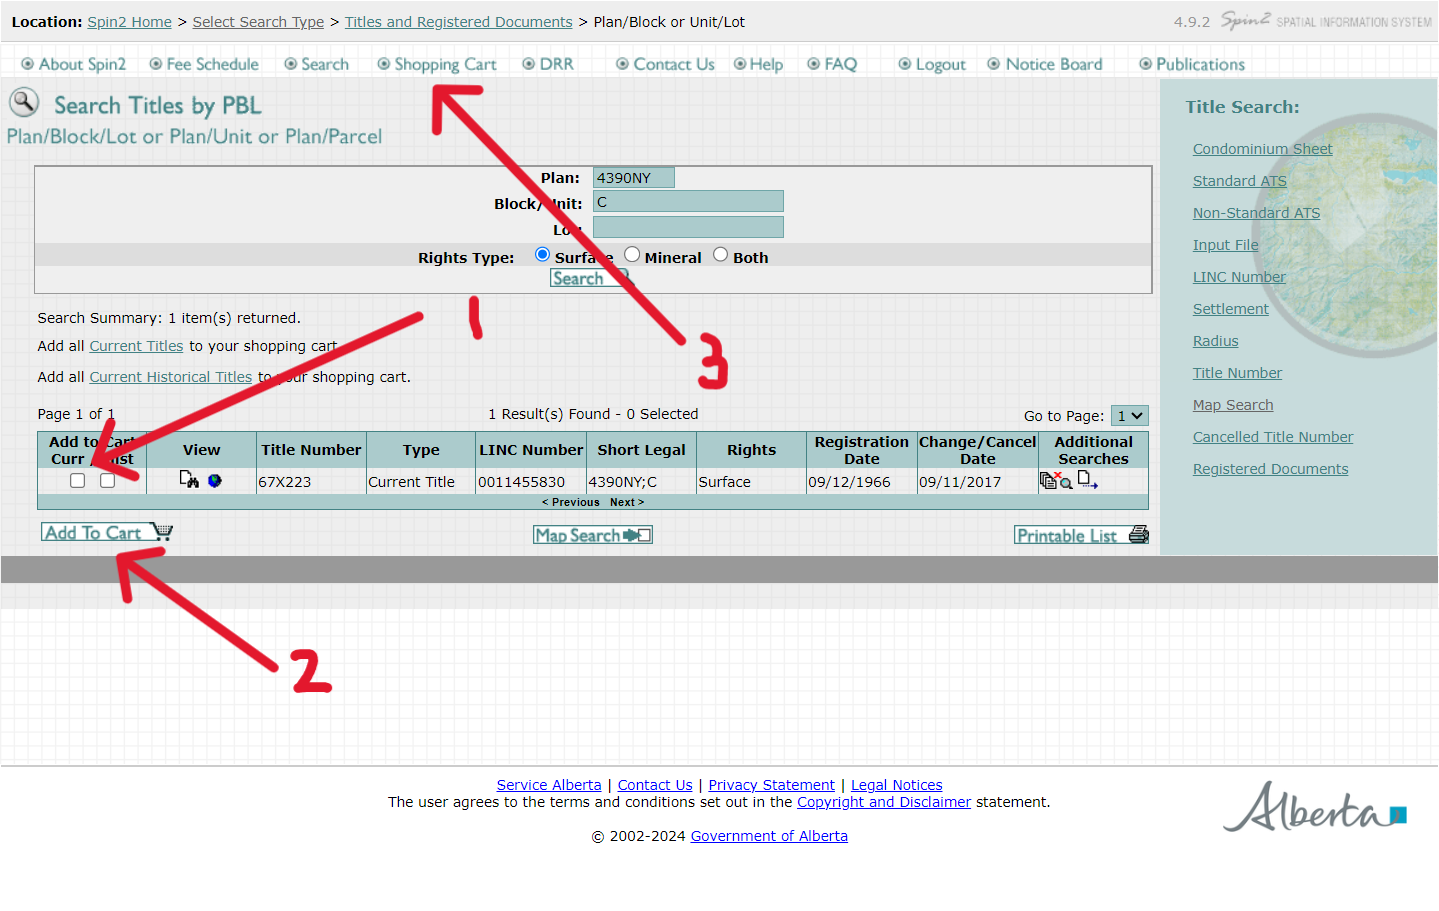 Location: Spin2 Home > Select Search Type > Titles and Registered Documents > Plan/Block or Unit/Lot
4.9.2 Spin2 SPATIAL INFORMATION SYSTEM
About Spin2 Fee Schedule Search Shopping Cart DRR Contact Us Help FAQ Logout Notice Board Publications
Search Titles by PBL
Plan/Block/Lot or Plan/Unit or Plan/Parcel
Plan: 4390NY
Block/Unit: C
Lot:
Rights Type: Surface Mineral Both
Search
1
3
Search Summary: 1 item(s) returned.
Add all Current Titles to your shopping cart.
Add all Current Historical Titles to your shopping cart.
Page 1 of 1
1 Result(s) Found - 0 Selected
Go to Page: 1
Add to Cart
Curr / Hist
View
Title Number
Type
LINC Number
Short Legal
Rights
Registration
Date
Change/Cancel
Date
Additional
Searches
67X223 Current Title 0011455830 4390NY;C Surface 09/12/1966 09/11/2017
< Previous Next >
Add To Cart
Map Search
Printable List
2
Title Search:
Condominium Sheet
Standard ATS
Non-Standard ATS
Input File
LINC Number
Settlement
Radius
Title Number
Map Search
Cancelled Title Number
Registered Documents
Service Alberta | Contact Us | Privacy Statement | Legal Notices
The user agrees to the terms and conditions set out in the Copyright and Disclaimer statement.
© 2002-2024 Government of Alberta
Alberta